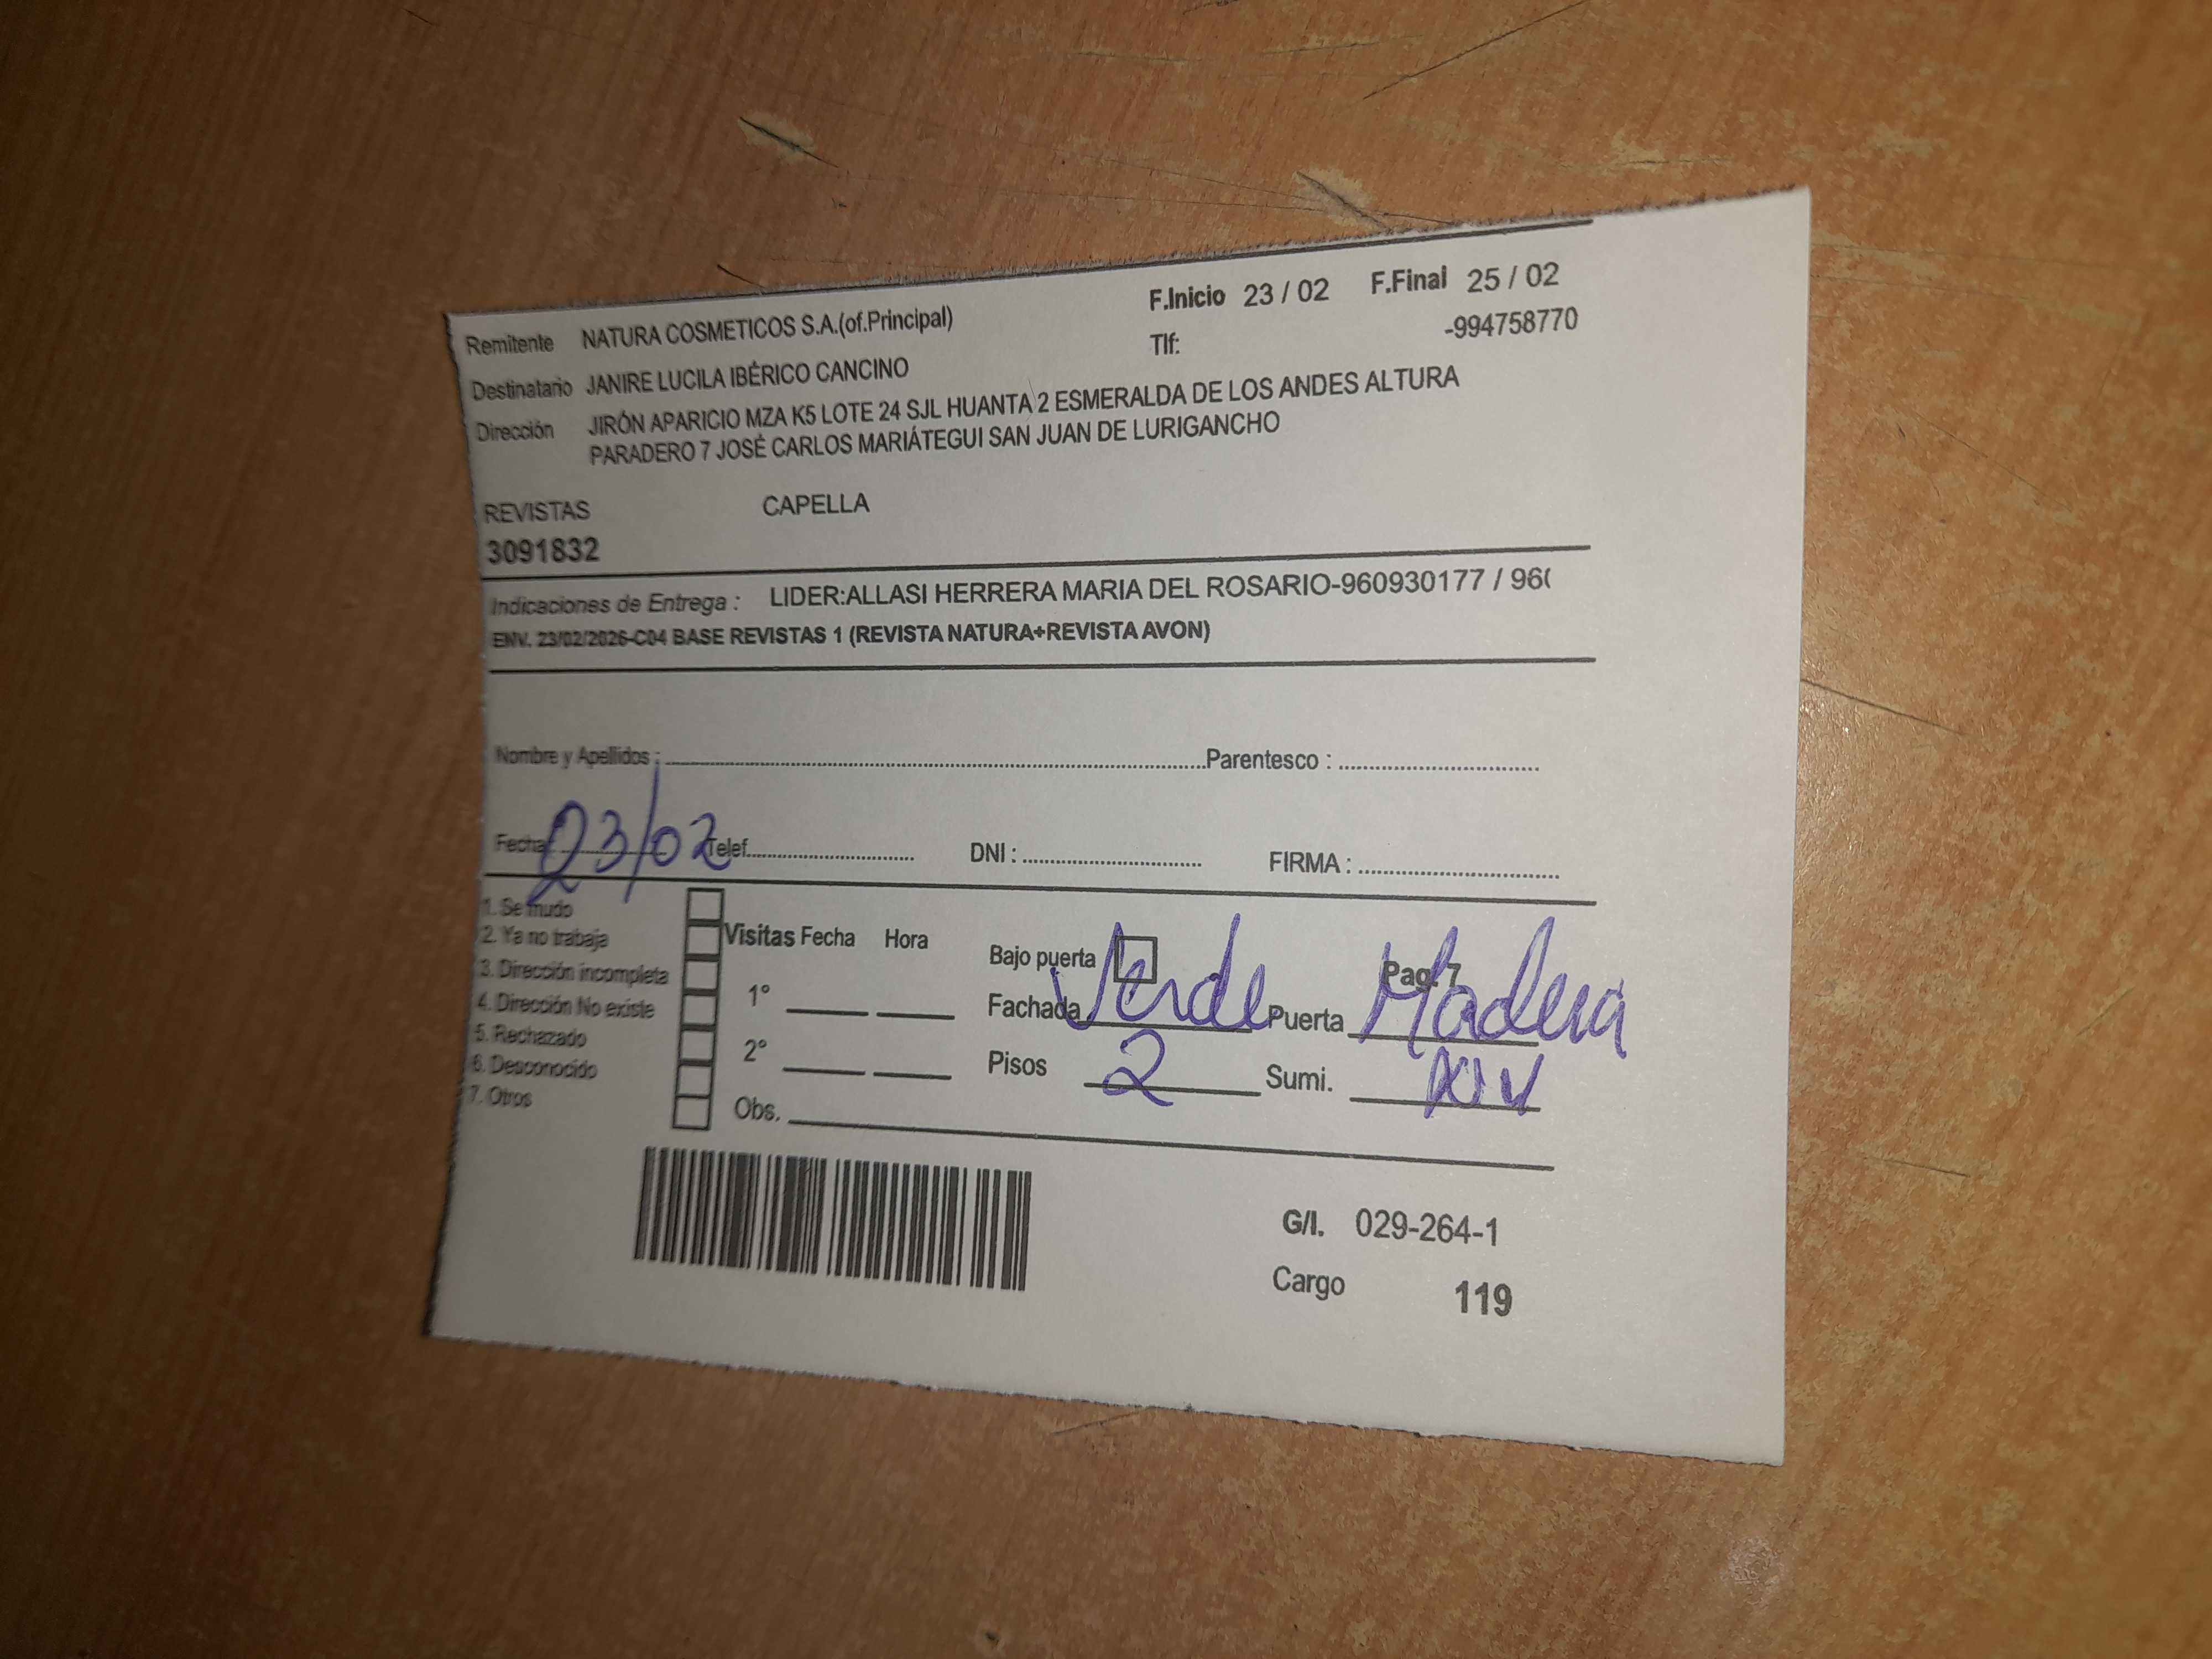 Remitente NATURA COSMETICOS S.A.(of.Principal) F.Inicio 23 / 02 F.Final 25 / 02
Destinatario JANIRE LUCILA IBÉRICO CANCINO Tlf: -994758770
Dirección JIRÓN APARICIO MZA K5 LOTE 24 SJL HUANTA 2 ESMERALDA DE LOS ANDES ALTURA
PARADERO 7 JOSÉ CARLOS MARIÁTEGUI SAN JUAN DE LURIGANCHO
REVISTAS CAPELLA
3091832
Indicaciones de Entrega : LIDER:ALLASI HERRERA MARIA DEL ROSARIO-960930177 / 960
ENV. 23/02/2026-C04 BASE REVISTAS 1 (REVISTA NATURA+REVISTA AVON)
Nombre y Apellidos : Parentesco :
Fecha: 23/02 Telef. DNI : FIRMA :
1. Se mudo
2. Ya no trabaja
3. Dirección incompleta
4. Dirección No existe
5. Rechazado
6. Desconocido
7. Otros
Visitas Fecha Hora
1°
2°
Obs.
Bajo puerta Pag. 7
Fachada Verde Puerta Madera
Pisos 2 Sumi.
G/I. 029-264-1
Cargo 119